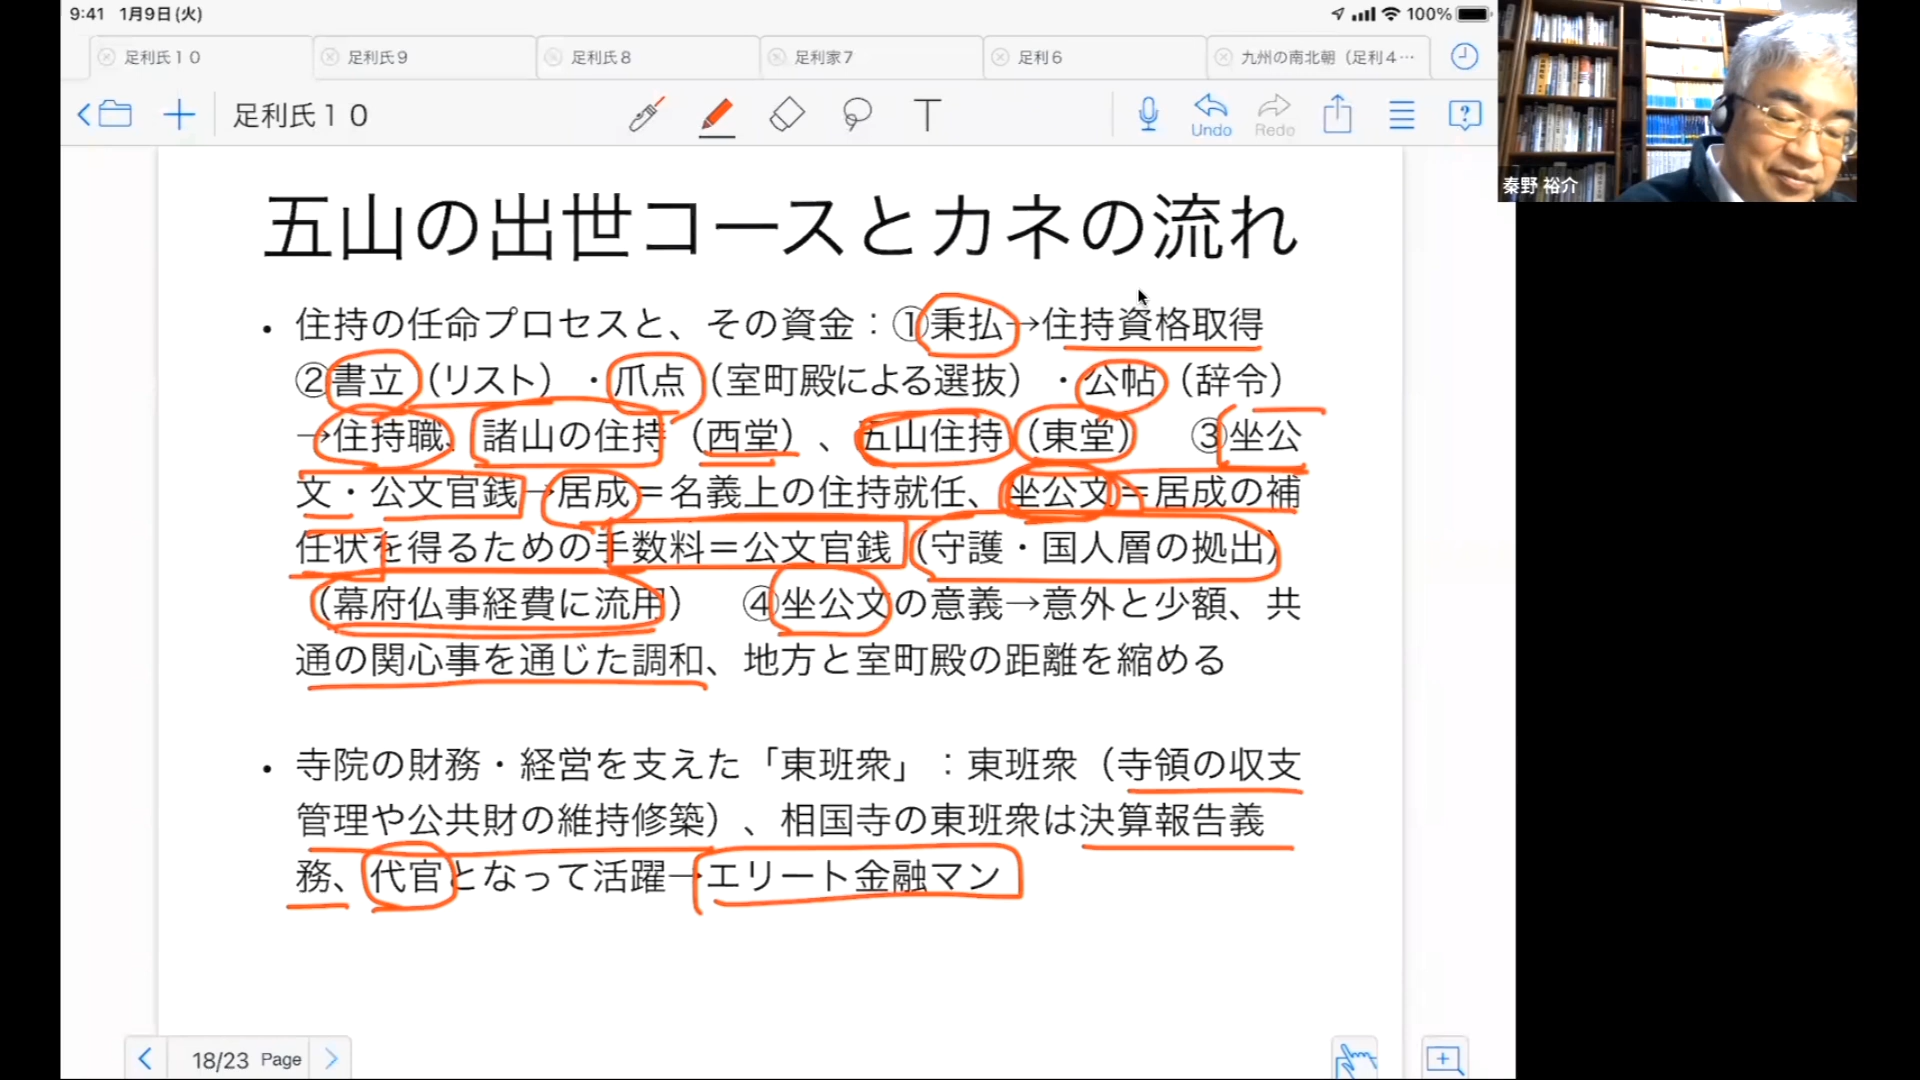 9:41 1月9日(火) 100%
足利氏１０ 足利氏９ 足利氏８ 足利家７ 足利６ 九州の南北朝（足利４…
足利氏１０ T Undo Redo ?
秦野 裕介
五山の出世コースとカネの流れ
• 住持の任命プロセスと、その資金：①秉払→住持資格取得
②書立（リスト）・爪点（室町殿による選抜）・公帖（辞令）
→住持職、諸山の住持（西堂）、五山住持（東堂）　③坐公
文・公文官銭→居成＝名義上の住持就任、坐公文＝居成の補
任状を得るための手数料＝公文官銭（守護・国人層の拠出）
（幕府仏事経費に流用）　④坐公文の意義→意外と少額、共
通の関心事を通じた調和、地方と室町殿の距離を縮める
• 寺院の財務・経営を支えた「東班衆」：東班衆（寺領の収支
管理や公共財の維持修築）、相国寺の東班衆は決算報告義
務、代官となって活躍→エリート金融マン
18/23 Page